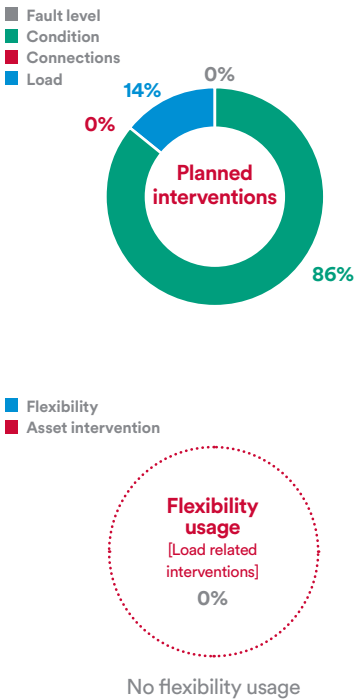 Fault level
Condition
Connections
Load
0%
14%
0%
Planned
interventions
86%
Flexibility
Asset intervention
Flexibility
usage
[Load related
interventions]
0%
No flexibility usage